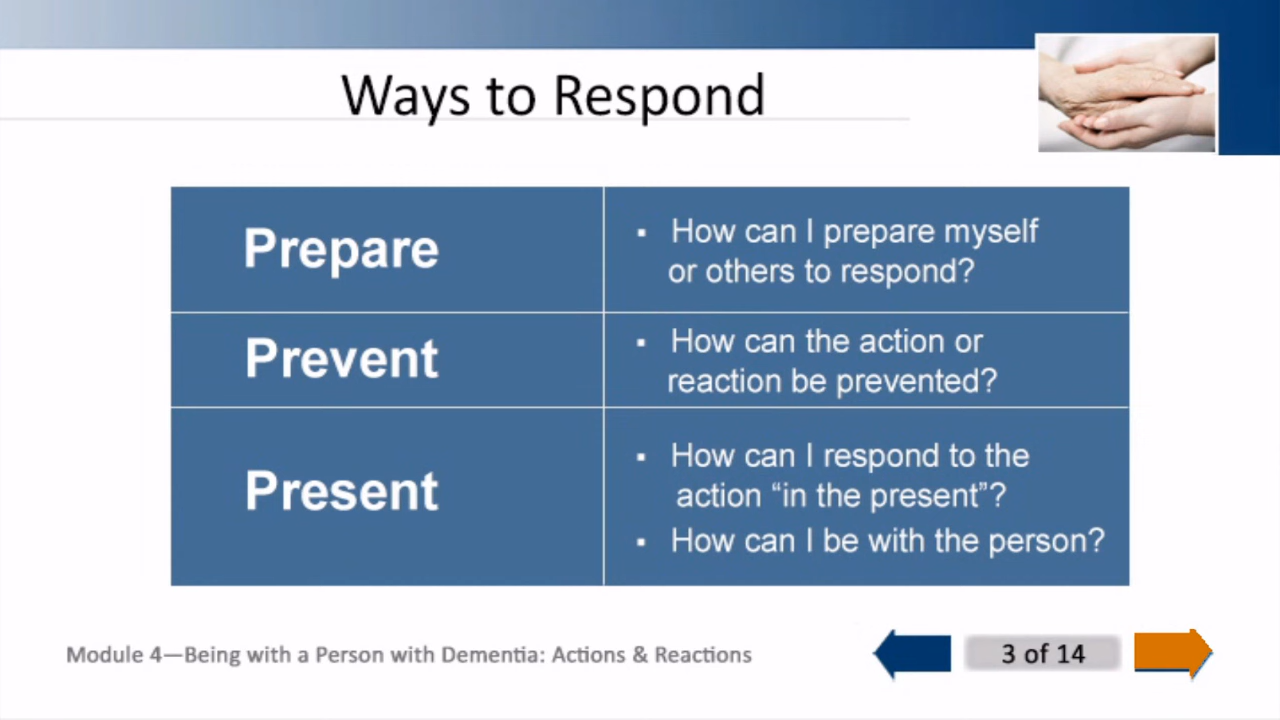 Ways to Respond
Prepare
▪ How can I prepare myself
or others to respond?
Prevent
▪ How can the action or
reaction be prevented?
Present
▪ How can I respond to the
action “in the present”?
▪ How can I be with the person?
Module 4—Being with a Person with Dementia: Actions & Reactions
3 of 14